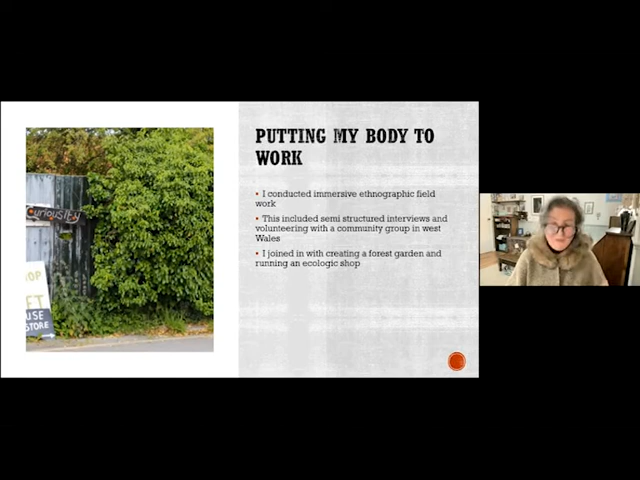 PUTTING MY BODY TO
WORK
I conducted immersive ethnographic field
work
This included semi structured interviews and
volunteering with a community group in west
Wales
I joined in with creating a forest garden and
running an ecologic shop
Curiosity
OP
FT
USE
STORE